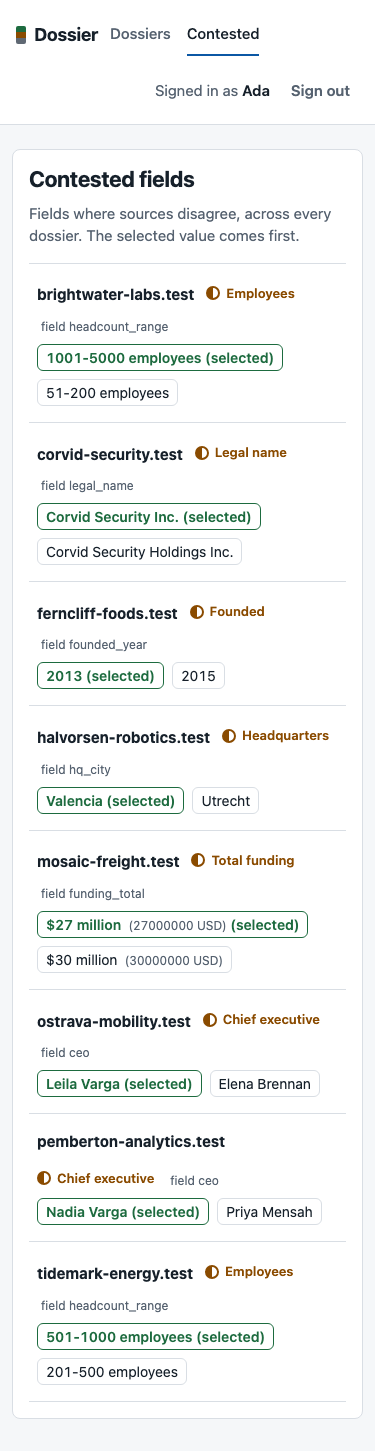 Dossier Dossiers Contested
Signed in as Ada Sign out
Contested fields
Fields where sources disagree, across every
dossier. The selected value comes first.
brightwater-labs.test Employees
field headcount_range
1001-5000 employees (selected)
51-200 employees
corvid-security.test Legal name
field legal_name
Corvid Security Inc. (selected)
Corvid Security Holdings Inc.
ferncliff-foods.test Founded
field founded_year
2013 (selected) 2015
halvorsen-robotics.test Headquarters
field hq_city
Valencia (selected) Utrecht
mosaic-freight.test Total funding
field funding_total
$27 million (27000000 USD) (selected)
$30 million (30000000 USD)
ostrava-mobility.test Chief executive
field ceo
Leila Varga (selected) Elena Brennan
pemberton-analytics.test
Chief executive field ceo
Nadia Varga (selected) Priya Mensah
tidemark-energy.test Employees
field headcount_range
501-1000 employees (selected)
201-500 employees